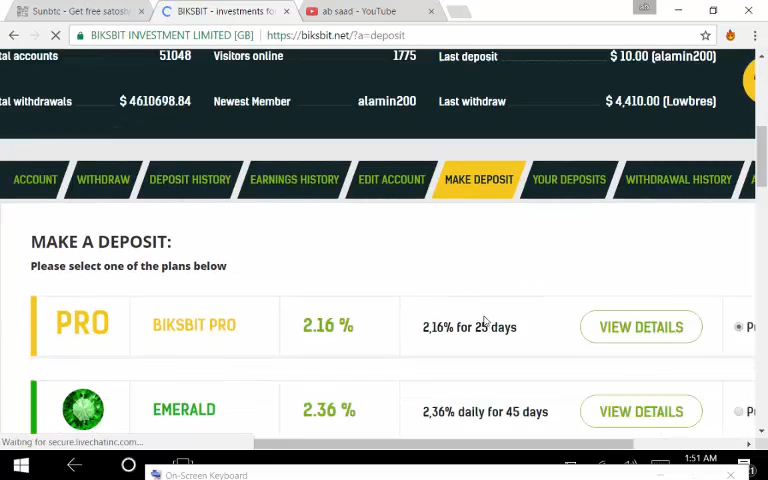 Sunbtc - Get free satoshi
BIKSBIT - investments fo
ab saad - YouTube
BIKSBIT INVESTMENT LIMITED [GB]
https://biksbit.net/?a=deposit
tal accounts 51048
Visitors online 1775
Last deposit $ 10.00 (alamin200)
tal withdrawals $ 4610698.84
Newest Member alamin200
Last withdraw $ 4,410.00 (Lowbres)
ACCOUNT
WITHDRAW
DEPOSIT HISTORY
EARNINGS HISTORY
EDIT ACCOUNT
MAKE DEPOSIT
YOUR DEPOSITS
WITHDRAWAL HISTORY
MAKE A DEPOSIT:
Please select one of the plans below
PRO BIKSBIT PRO 2.16 % 2,16% for 25 days VIEW DETAILS
EMERALD 2.36 % 2,36% daily for 45 days VIEW DETAILS
Waiting for secure.livechatinc.com...
1:51 AM
On-Screen Keyboard